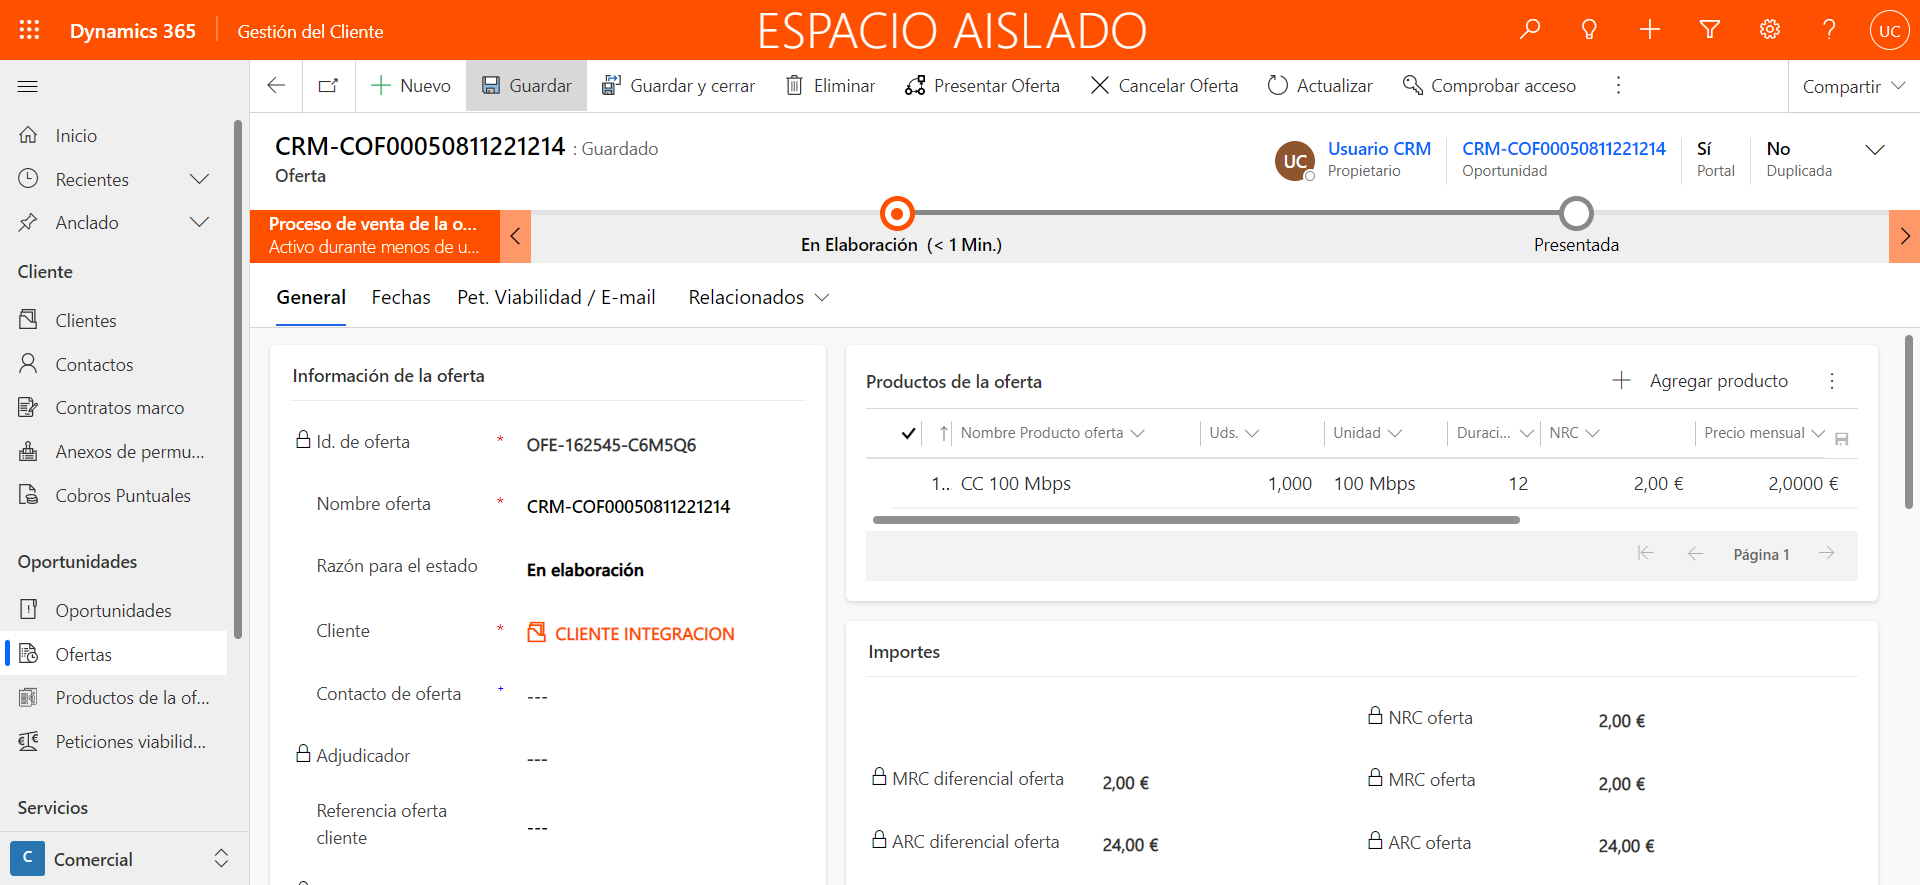 Dynamics 365
Gestión del Cliente
ESPACIO AISLADO
UC
Nuevo
Guardar
Guardar y cerrar
Eliminar
Presentar Oferta
Cancelar Oferta
Actualizar
Comprobar acceso
Compartir
Inicio
Recientes
Anclado
Cliente
Clientes
Contactos
Contratos marco
Anexos de permu...
Cobros Puntuales
Oportunidades
Oportunidades
Ofertas
Productos de la of...
Peticiones viabilid...
Servicios
C Comercial
CRM-COF00050811221214 : Guardado
Oferta
UC
Usuario CRM
Propietario
CRM-COF00050811221214
Oportunidad
Sí
Portal
No
Duplicada
Proceso de venta de la o...
Activo durante menos de u...
En Elaboración (< 1 Min.)
Presentada
General
Fechas
Pet. Viabilidad / E-mail
Relacionados
Información de la oferta
Id. de oferta * OFE-162545-C6M5Q6
Nombre oferta * CRM-COF00050811221214
Razón para el estado En elaboración
Cliente * CLIENTE INTEGRACION
Contacto de oferta + ---
Adjudicador ---
Referencia oferta
cliente ---
Productos de la oferta
Agregar producto
Nombre Producto oferta Uds. Unidad Duraci... NRC Precio mensual
1.. CC 100 Mbps 1,000 100 Mbps 12 2,00 € 2,0000 €
Página 1
Importes
NRC oferta 2,00 €
MRC diferencial oferta 2,00 € MRC oferta 2,00 €
ARC diferencial oferta 24,00 € ARC oferta 24,00 €